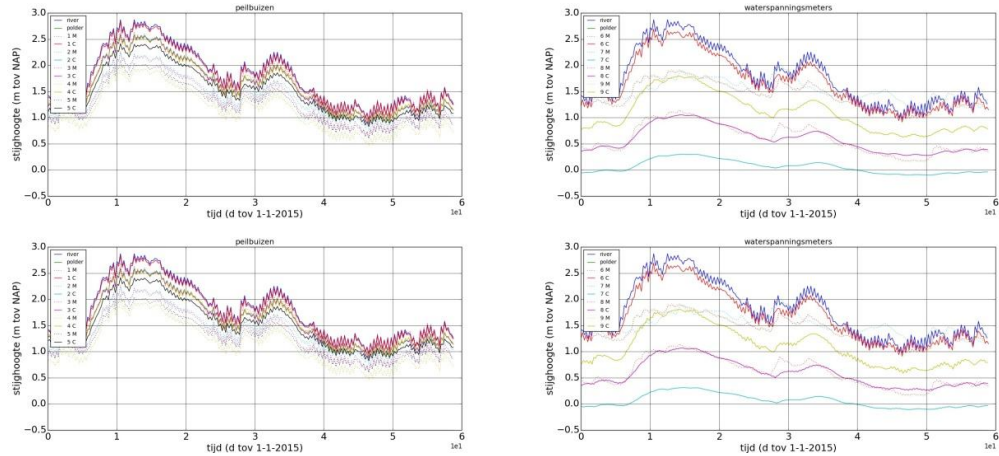 peilbuizen
stijghoogte (m tov NAP)
3.0
2.5
2.0
1.5
1.0
0.5
0.0
−0.5
river
polder
1 M
1 C
2 M
2 C
3 M
3 C
4 M
4 C
5 M
5 C
0 1 2 3 4 5 6
1e1
tijd (d tov 1-1-2015)
waterspanningsmeters
stijghoogte (m tov NAP)
3.0
2.5
2.0
1.5
1.0
0.5
0.0
−0.5
river
polder
6 M
6 C
7 M
7 C
8 M
8 C
9 M
9 C
0 1 2 3 4 5 6
1e1
tijd (d tov 1-1-2015)
peilbuizen
stijghoogte (m tov NAP)
3.0
2.5
2.0
1.5
1.0
0.5
0.0
−0.5
river
polder
1 M
1 C
2 M
2 C
3 M
3 C
4 M
4 C
5 M
5 C
0 1 2 3 4 5 6
1e1
tijd (d tov 1-1-2015)
waterspanningsmeters
stijghoogte (m tov NAP)
3.0
2.5
2.0
1.5
1.0
0.5
0.0
−0.5
river
polder
6 M
6 C
7 M
7 C
8 M
8 C
9 M
9 C
0 1 2 3 4 5 6
1e1
tijd (d tov 1-1-2015)